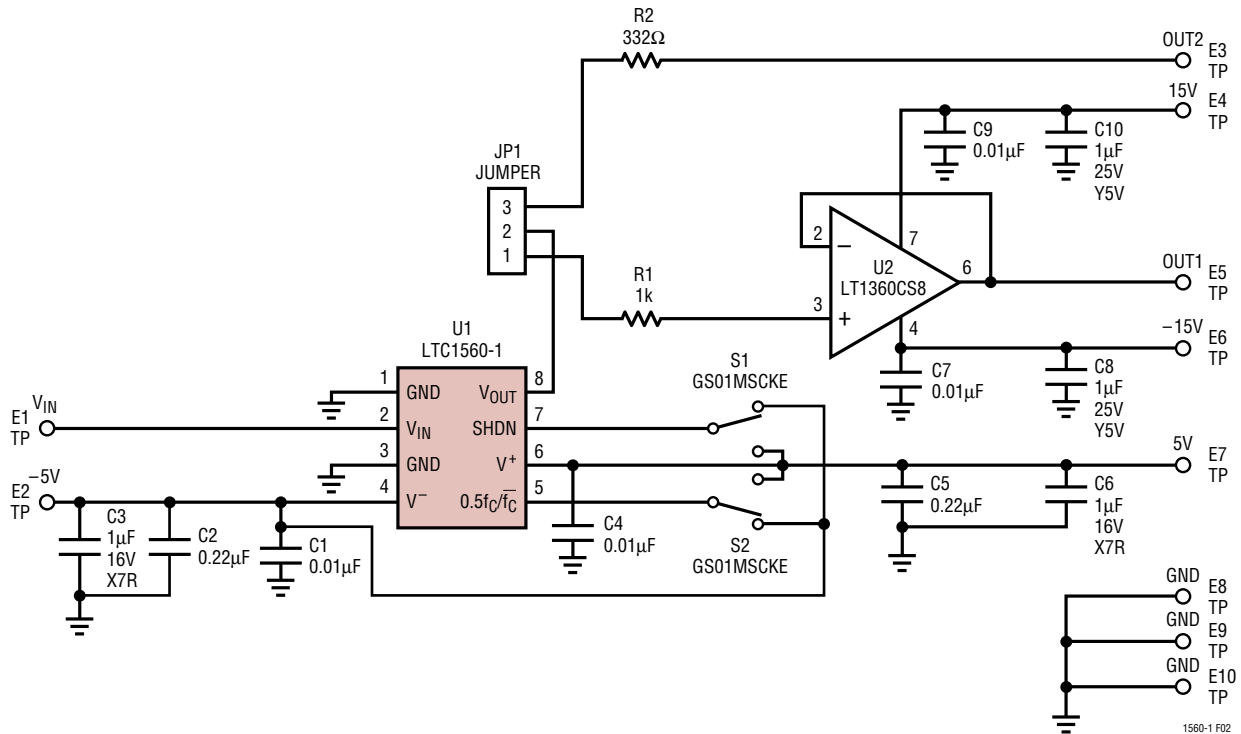 R2
332Ω
OUT2
E3
TP
15V
E4
TP
C9
0.01µF
C10
1µF
25V
Y5V
JP1
JUMPER
3
2
1
2
–
7
U2
LT1360CS8
6
OUT1
E5
TP
R1
1k
3
+
4
–15V
E6
TP
C7
0.01µF
C8
1µF
25V
Y5V
U1
LTC1560-1
S1
GS01MSCKE
1
GND
VOUT
8
E1
TP
VIN
2
VIN
SHDN
7
3
GND
V+
6
5V
E7
TP
E2
TP
–5V
4
V–
0.5fC/f̅C̅
5
C3
1µF
16V
X7R
C2
0.22µF
C1
0.01µF
C4
0.01µF
S2
GS01MSCKE
C5
0.22µF
C6
1µF
16V
X7R
GND
E8
TP
GND
E9
TP
GND
E10
TP
1560-1 F02